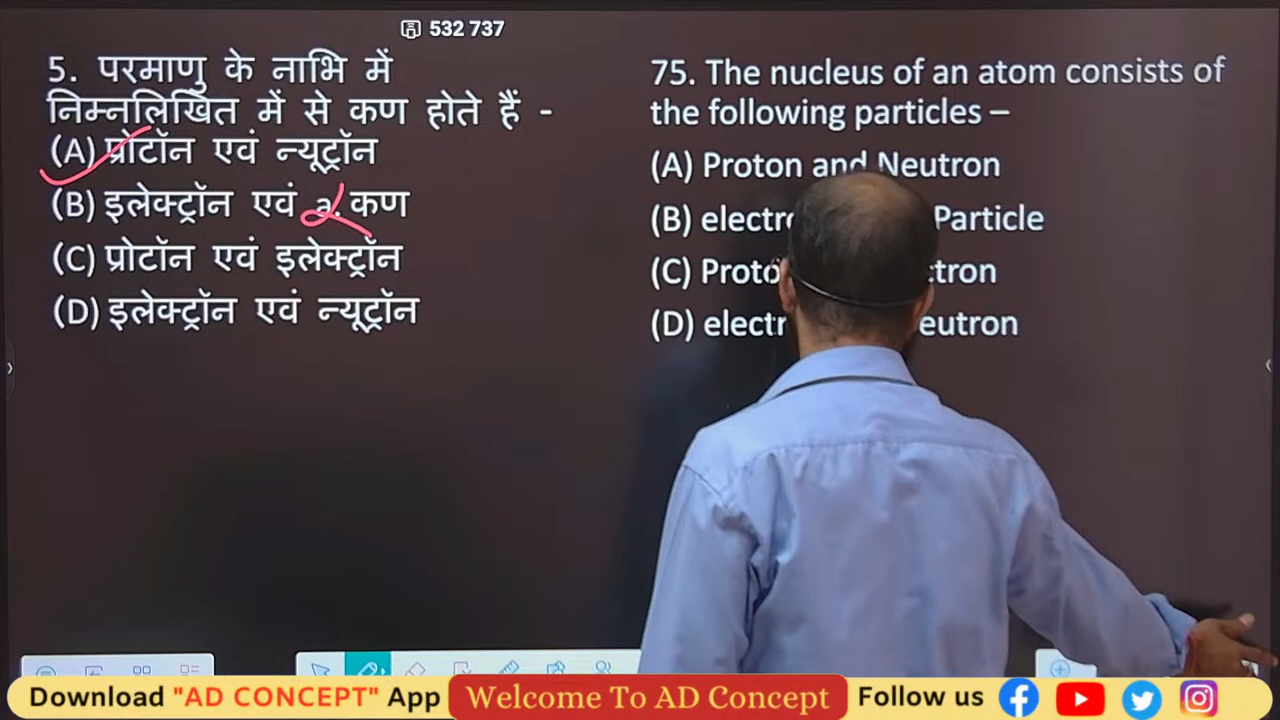 532 737
5. परमाणु के नाभि में
निम्नलिखित में से कण होते हैं -
(A) प्रोटॉन एवं न्यूट्रॉन
(B) इलेक्ट्रॉन एवं α कण
(C) प्रोटॉन एवं इलेक्ट्रॉन
(D) इलेक्ट्रॉन एवं न्यूट्रॉन
75. The nucleus of an atom consists of
the following particles –
(A) Proton and Neutron
(B) Particle
(C)
(D)
Download "AD CONCEPT" App
Welcome To AD Concept
Follow us